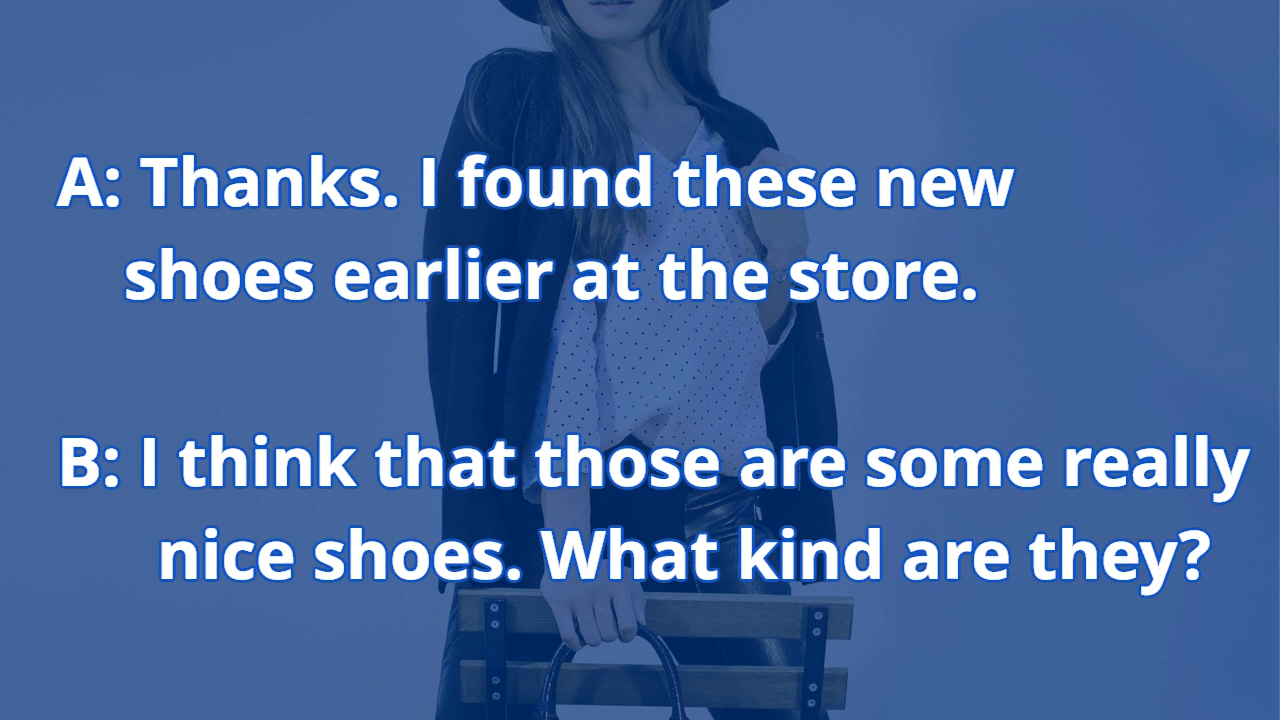 A: Thanks. I found these new
shoes earlier at the store.
B: I think that those are some really
nice shoes. What kind are they?